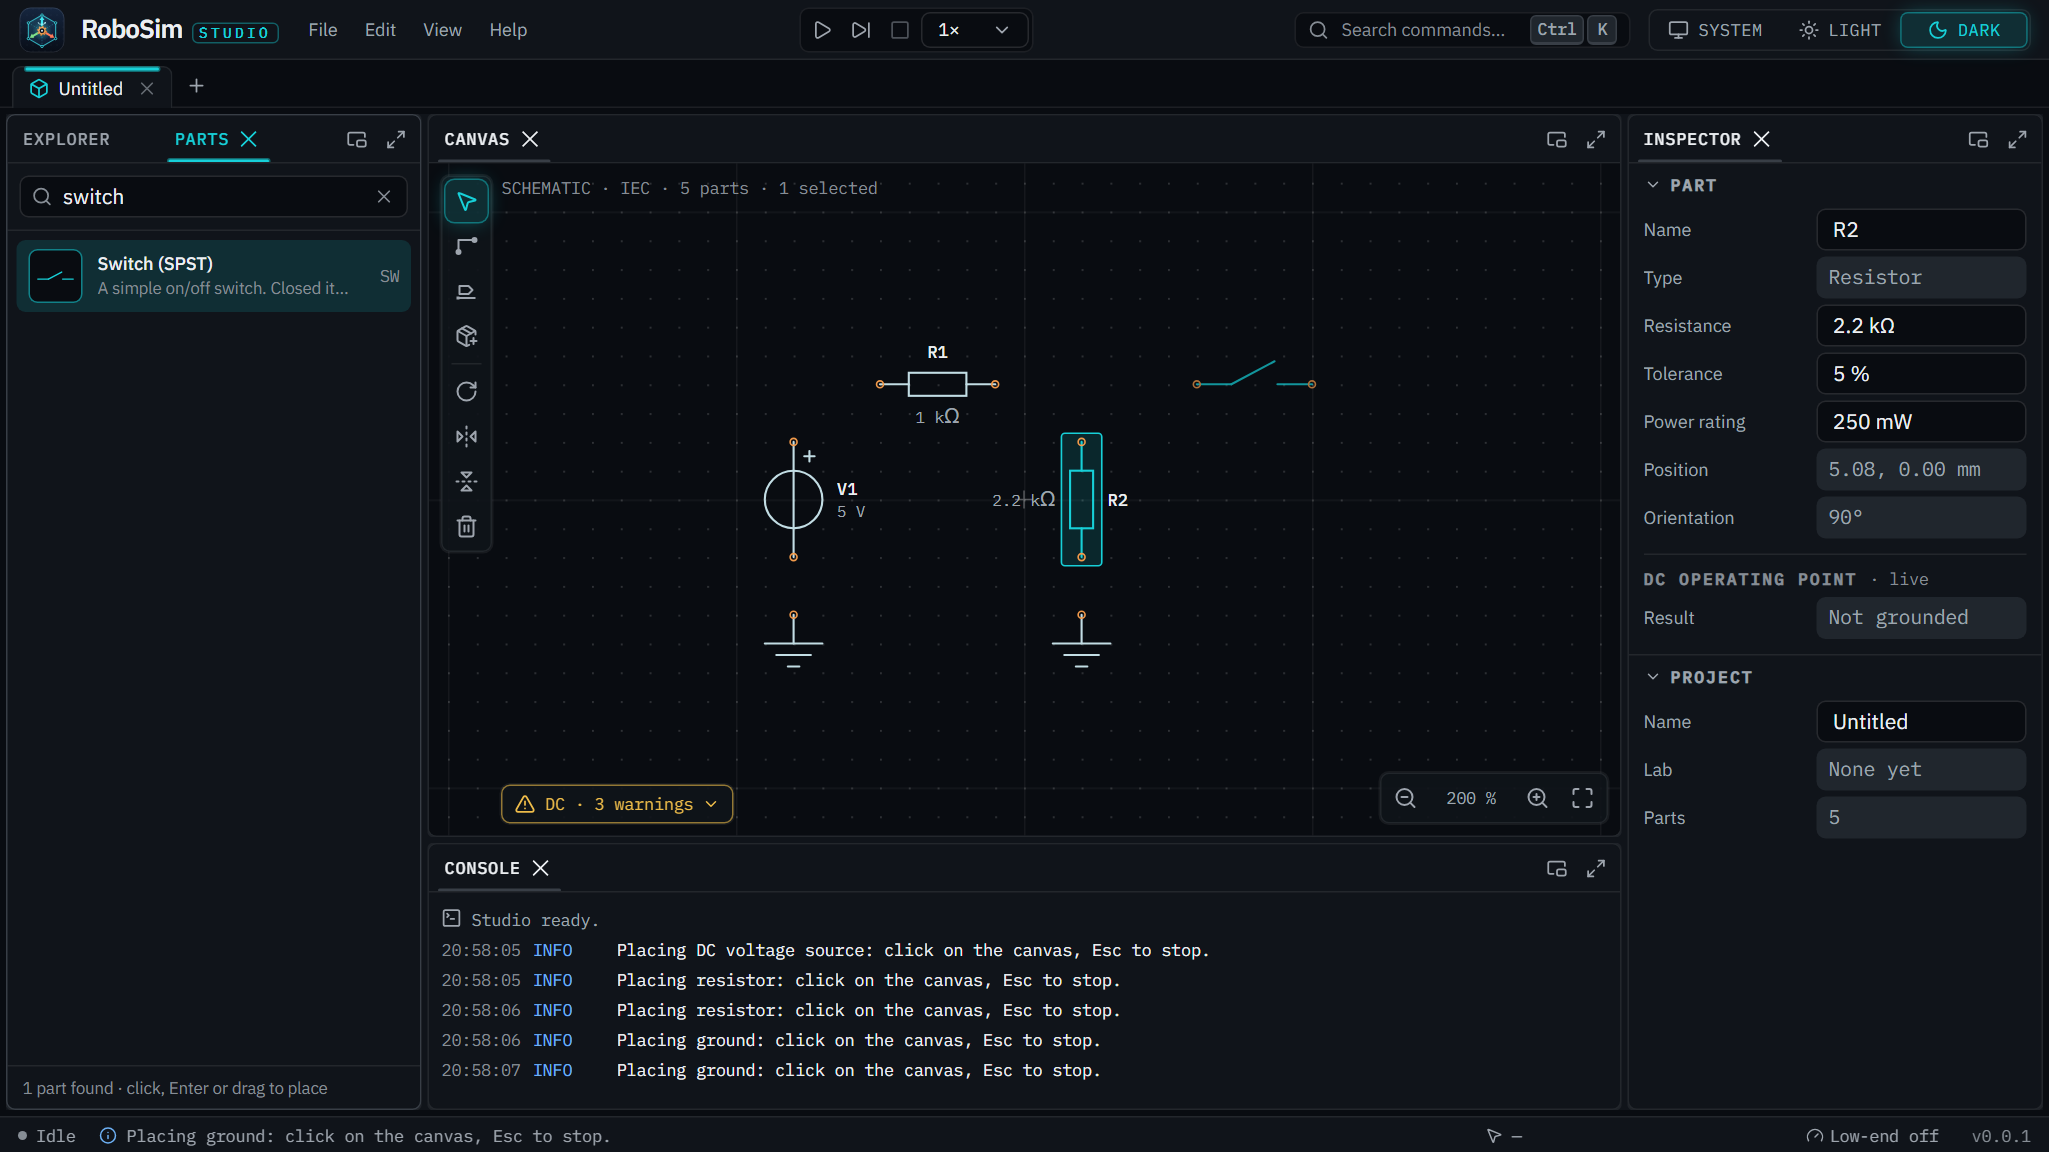 RoboSim STUDIO File Edit View Help 1× Search commands... Ctrl K SYSTEM LIGHT DARK
Untitled
EXPLORER PARTS
switch
Switch (SPST)
A simple on/off switch. Closed it...
SW
1 part found · click, Enter or drag to place
CANVAS
SCHEMATIC · IEC · 5 parts · 1 selected
R1
1 kΩ
+
V1
5 V
2.2 kΩ
R2
DC · 3 warnings
200 %
CONSOLE
Studio ready.
20:58:05 INFO Placing DC voltage source: click on the canvas, Esc to stop.
20:58:05 INFO Placing resistor: click on the canvas, Esc to stop.
20:58:06 INFO Placing resistor: click on the canvas, Esc to stop.
20:58:06 INFO Placing ground: click on the canvas, Esc to stop.
20:58:07 INFO Placing ground: click on the canvas, Esc to stop.
INSPECTOR
PART
Name R2
Type Resistor
Resistance 2.2 kΩ
Tolerance 5 %
Power rating 250 mW
Position 5.08, 0.00 mm
Orientation 90°
DC OPERATING POINT · live
Result Not grounded
PROJECT
Name Untitled
Lab None yet
Parts 5
Idle Placing ground: click on the canvas, Esc to stop. — Low-end off v0.0.1